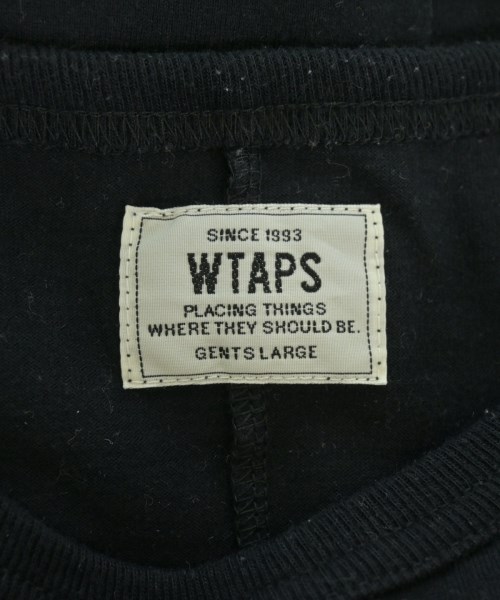 SINCE 1993
WTAPS
PLACING THINGS
WHERE THEY SHOULD BE.
GENTS LARGE